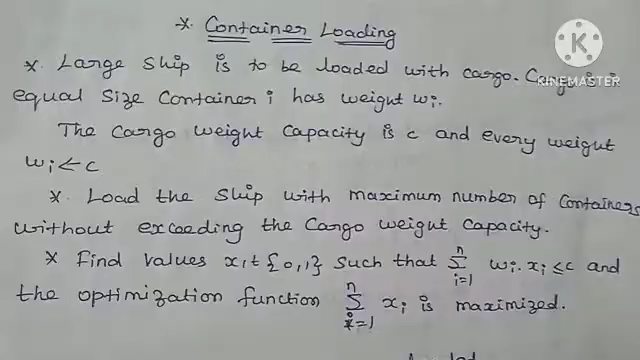 * Container Loading
* Large ship is to be loaded with cargo. Cargo
equal size container i has weight wi.
The cargo weight capacity is c and every weight
wi ≤ c
* Load the ship with maximum number of containers
without exceeding the cargo weight capacity.
* Find values xi t {0,1} such that n∑i=1 wi.xi ≤ c and
the optimization function n∑i=1 xi is maximized.
K
KINEMASTER